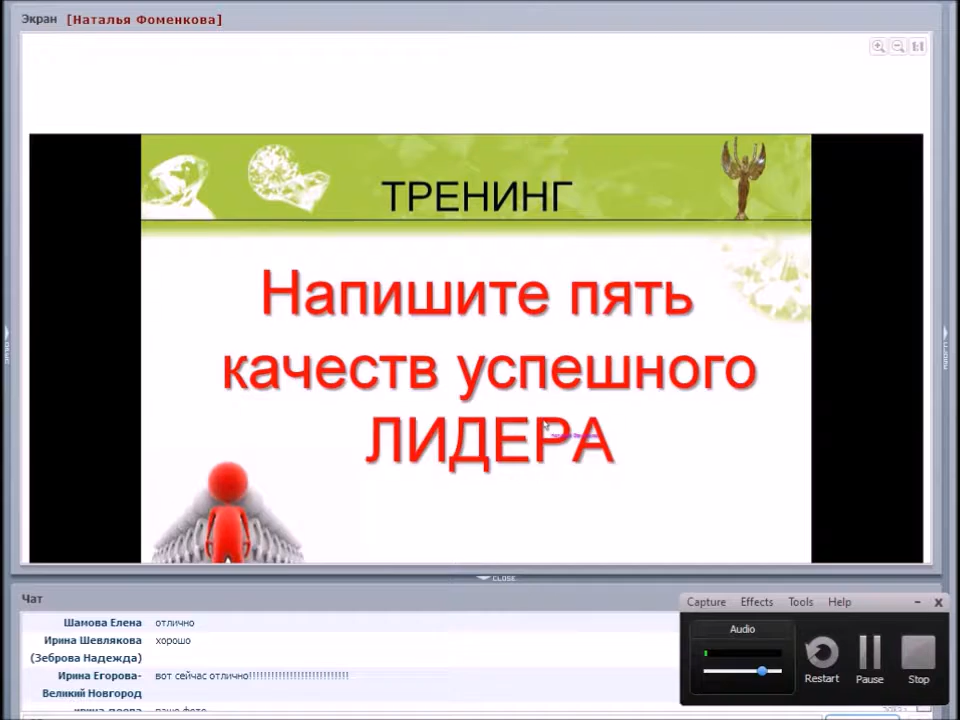 Экран [Наталья Фоменкова]
ТРЕНИНГ
Напишите пять
качеств успешного
ЛИДЕРА
CLOSE
Чат
Шамова Елена отлично
Ирина Шевлякова хорошо
(Зеброва Надежда)
Ирина Егорова- вот сейчас отлично!!!!!!!!!!!!!!!!!!!!!!!!!!!
Великий Новгород
Capture Effects Tools Help
Audio
Restart Pause Stop